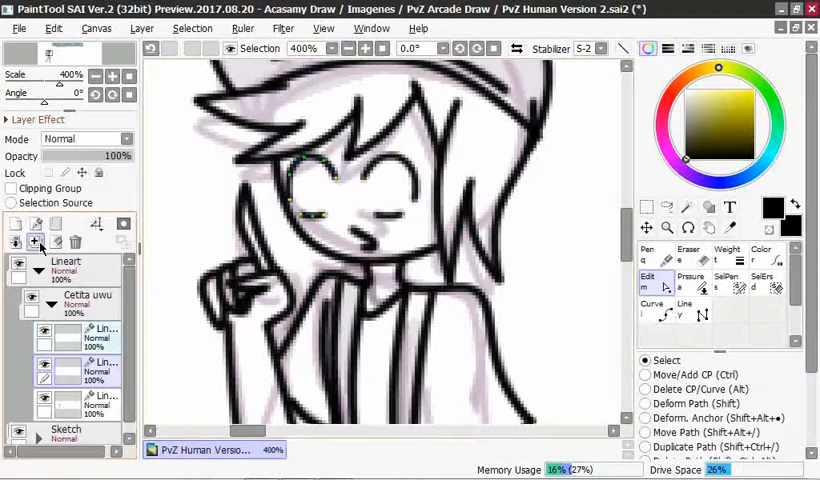 PaintTool SAI Ver.2 (32bit) Preview.2017.08.20 - Acasamy Draw / Imagenes / PvZ Arcade Draw / PvZ Human Version 2.sai2 (*)
File Edit Canvas Layer Selection Ruler Filter View Window Help
Selection 400% 0.0° Stabilizer S-2
Scale
400%
Angle
0°
Layer Effect
Mode Normal
Opacity 100%
Lock
Clipping Group
Selection Source
Lineart
Normal
100%
Cetita uwu
Normal
100%
Lin...
Normal
100%
Lin...
Normal
100%
Lin...
Normal
100%
Sketch
Normal
T
Pen Eraser Weight Color
q e t r
Edit Prssure SelPen SelErs
m a s d
Curve Line
i y
Select
Move/Add CP (Ctrl)
Delete CP/Curve (Alt)
Deform Path (Shift)
Deform. Anchor (Shift+Alt+●)
Move Path (Shift+Alt+/)
Duplicate Path (Shift+Ctrl+/)
PvZ Human Versio... 400%
Memory Usage 16% (27%) Drive Space 26%